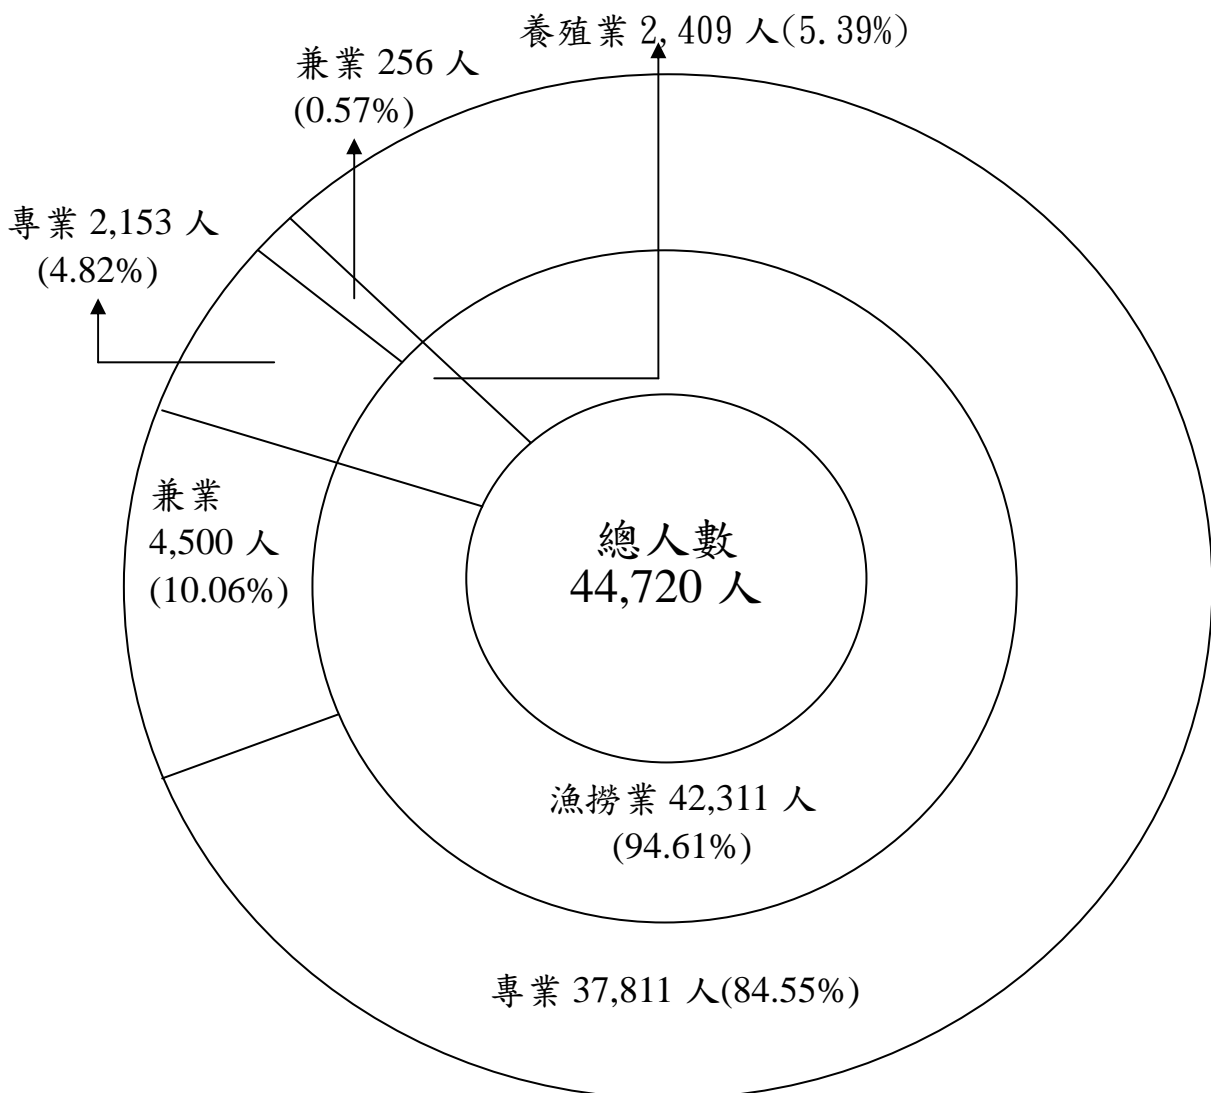 養殖業 2,409 人(5.39%)
兼業 256 人
(0.57%)
專業 2,153 人
(4.82%)
兼業
4,500 人
(10.06%)
總人數
44,720 人
漁撈業 42,311 人
(94.61%)
專業 37,811 人(84.55%)